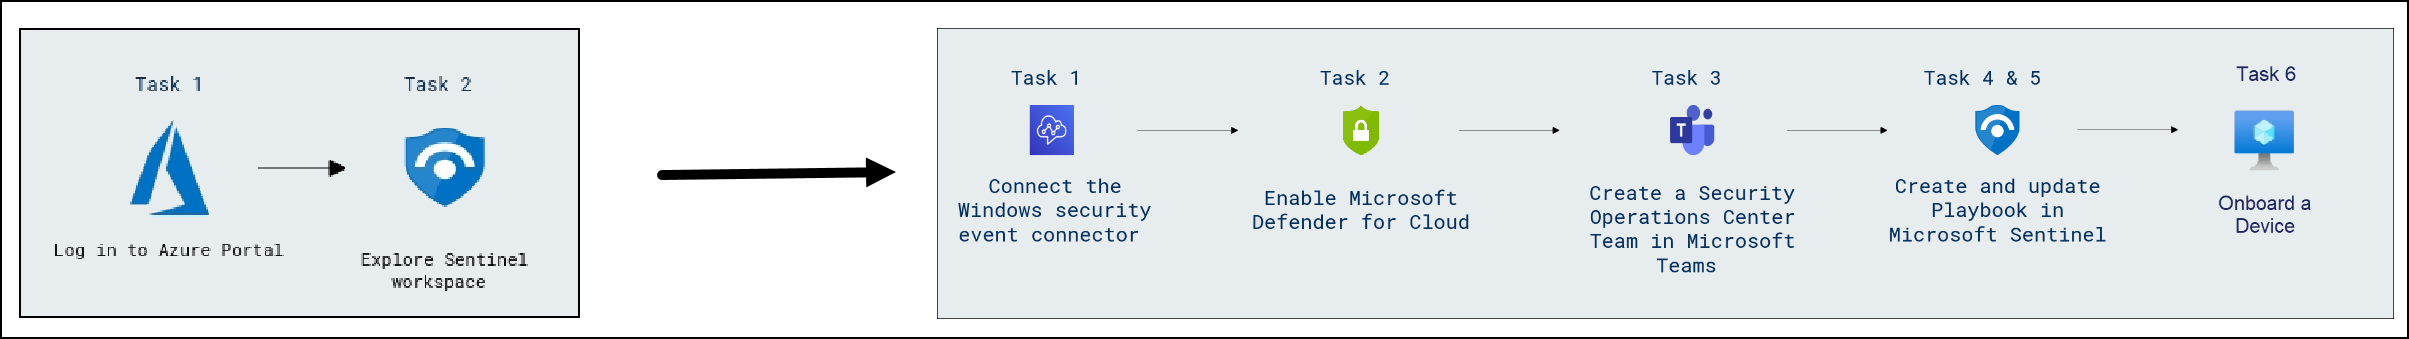 Task 1
Log in to Azure Portal
Task 2
Explore Sentinel
workspace
Task 1
Connect the
Windows security
event connector
Task 2
Enable Microsoft
Defender for Cloud
Task 3
T
Create a Security
Operations Center
Team in Microsoft
Teams
Task 4 & 5
Create and update
Playbook in
Microsoft Sentinel
Task 6
Onboard a
Device